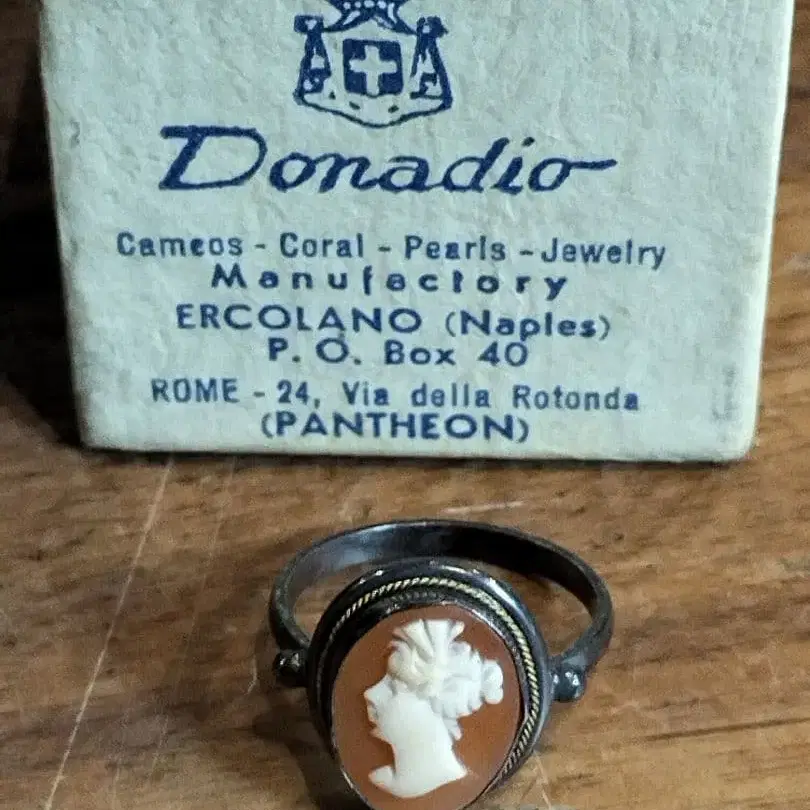 Donadio
Cameos - Coral - Pearls - Jewelry
Manufactory
ERCOLANO (Naples)
P. O. Box 40
ROME - 24, Via della Rotonda
(PANTHEON)